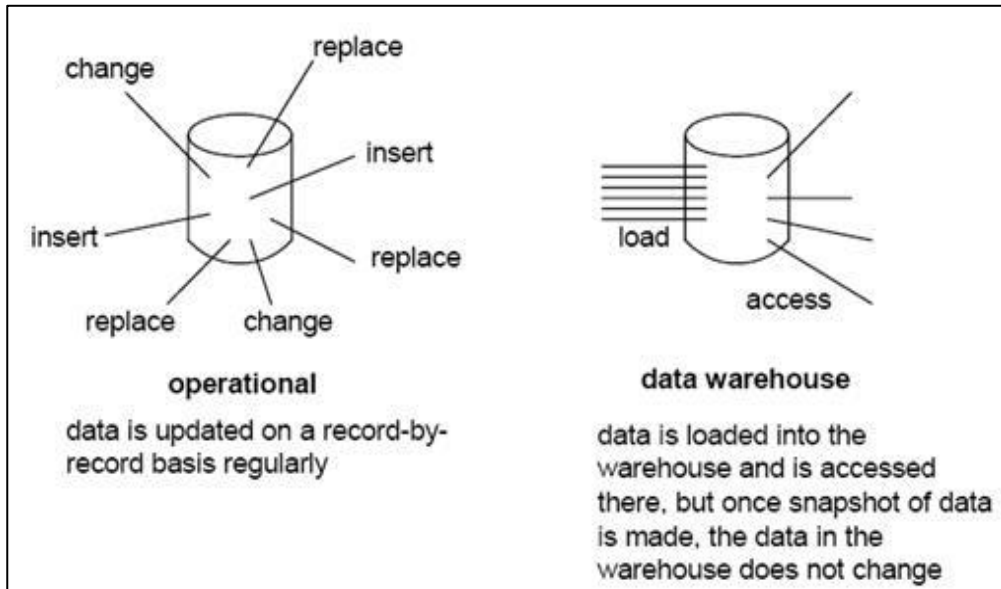 replace
change
insert
insert
replace
replace
change
operational
data is updated on a record-by-
record basis regularly
load
access
data warehouse
data is loaded into the
warehouse and is accessed
there, but once snapshot of data
is made, the data in the
warehouse does not change